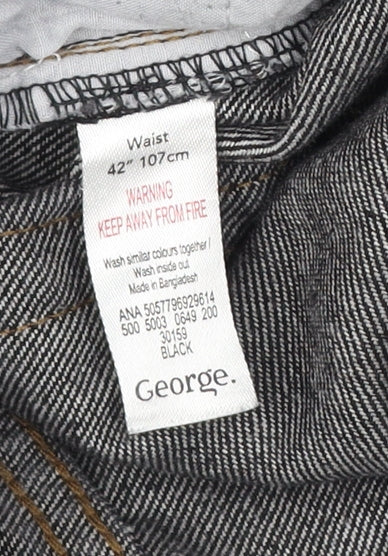 Waist
42" 107cm
WARNING
KEEP AWAY FROM FIRE
Wash similar colours together/
Wash inside out
Made in Bangladesh
ANA 5057796929614
500 5003 0649 200
30159
BLACK
George.